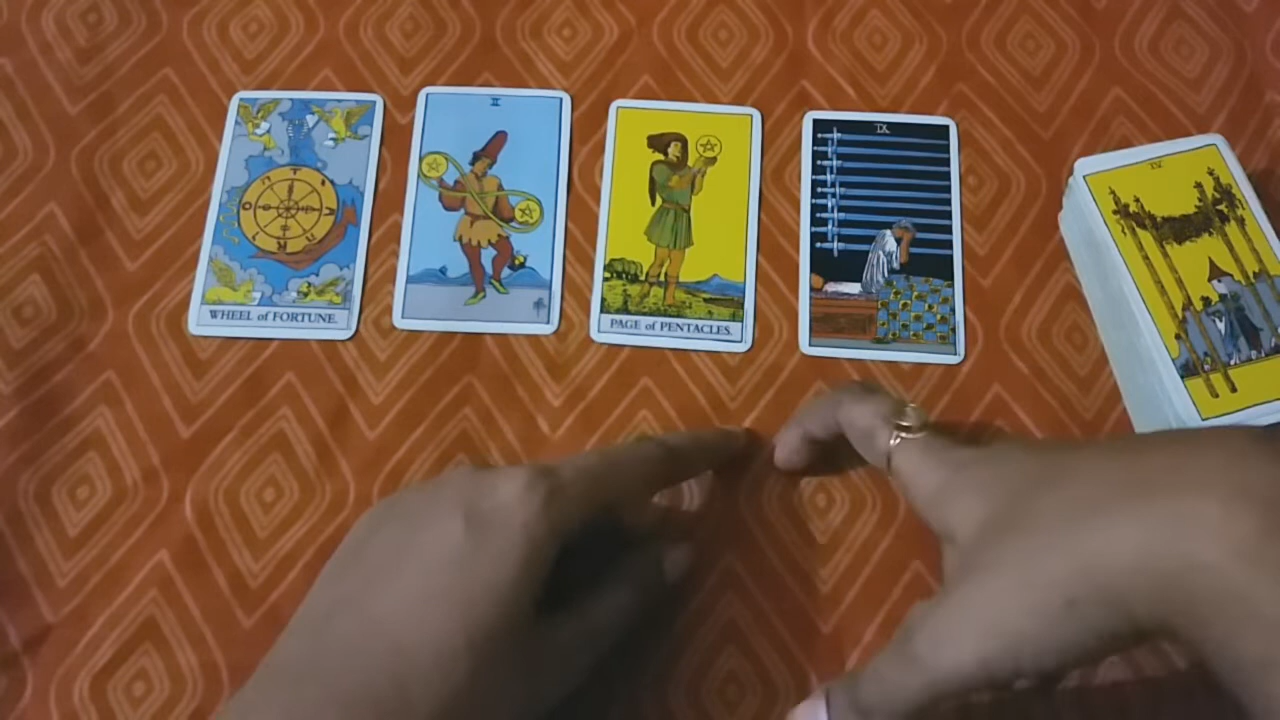 WHEEL of FORTUNE.
II
PAGE of PENTACLES.
IX
IV